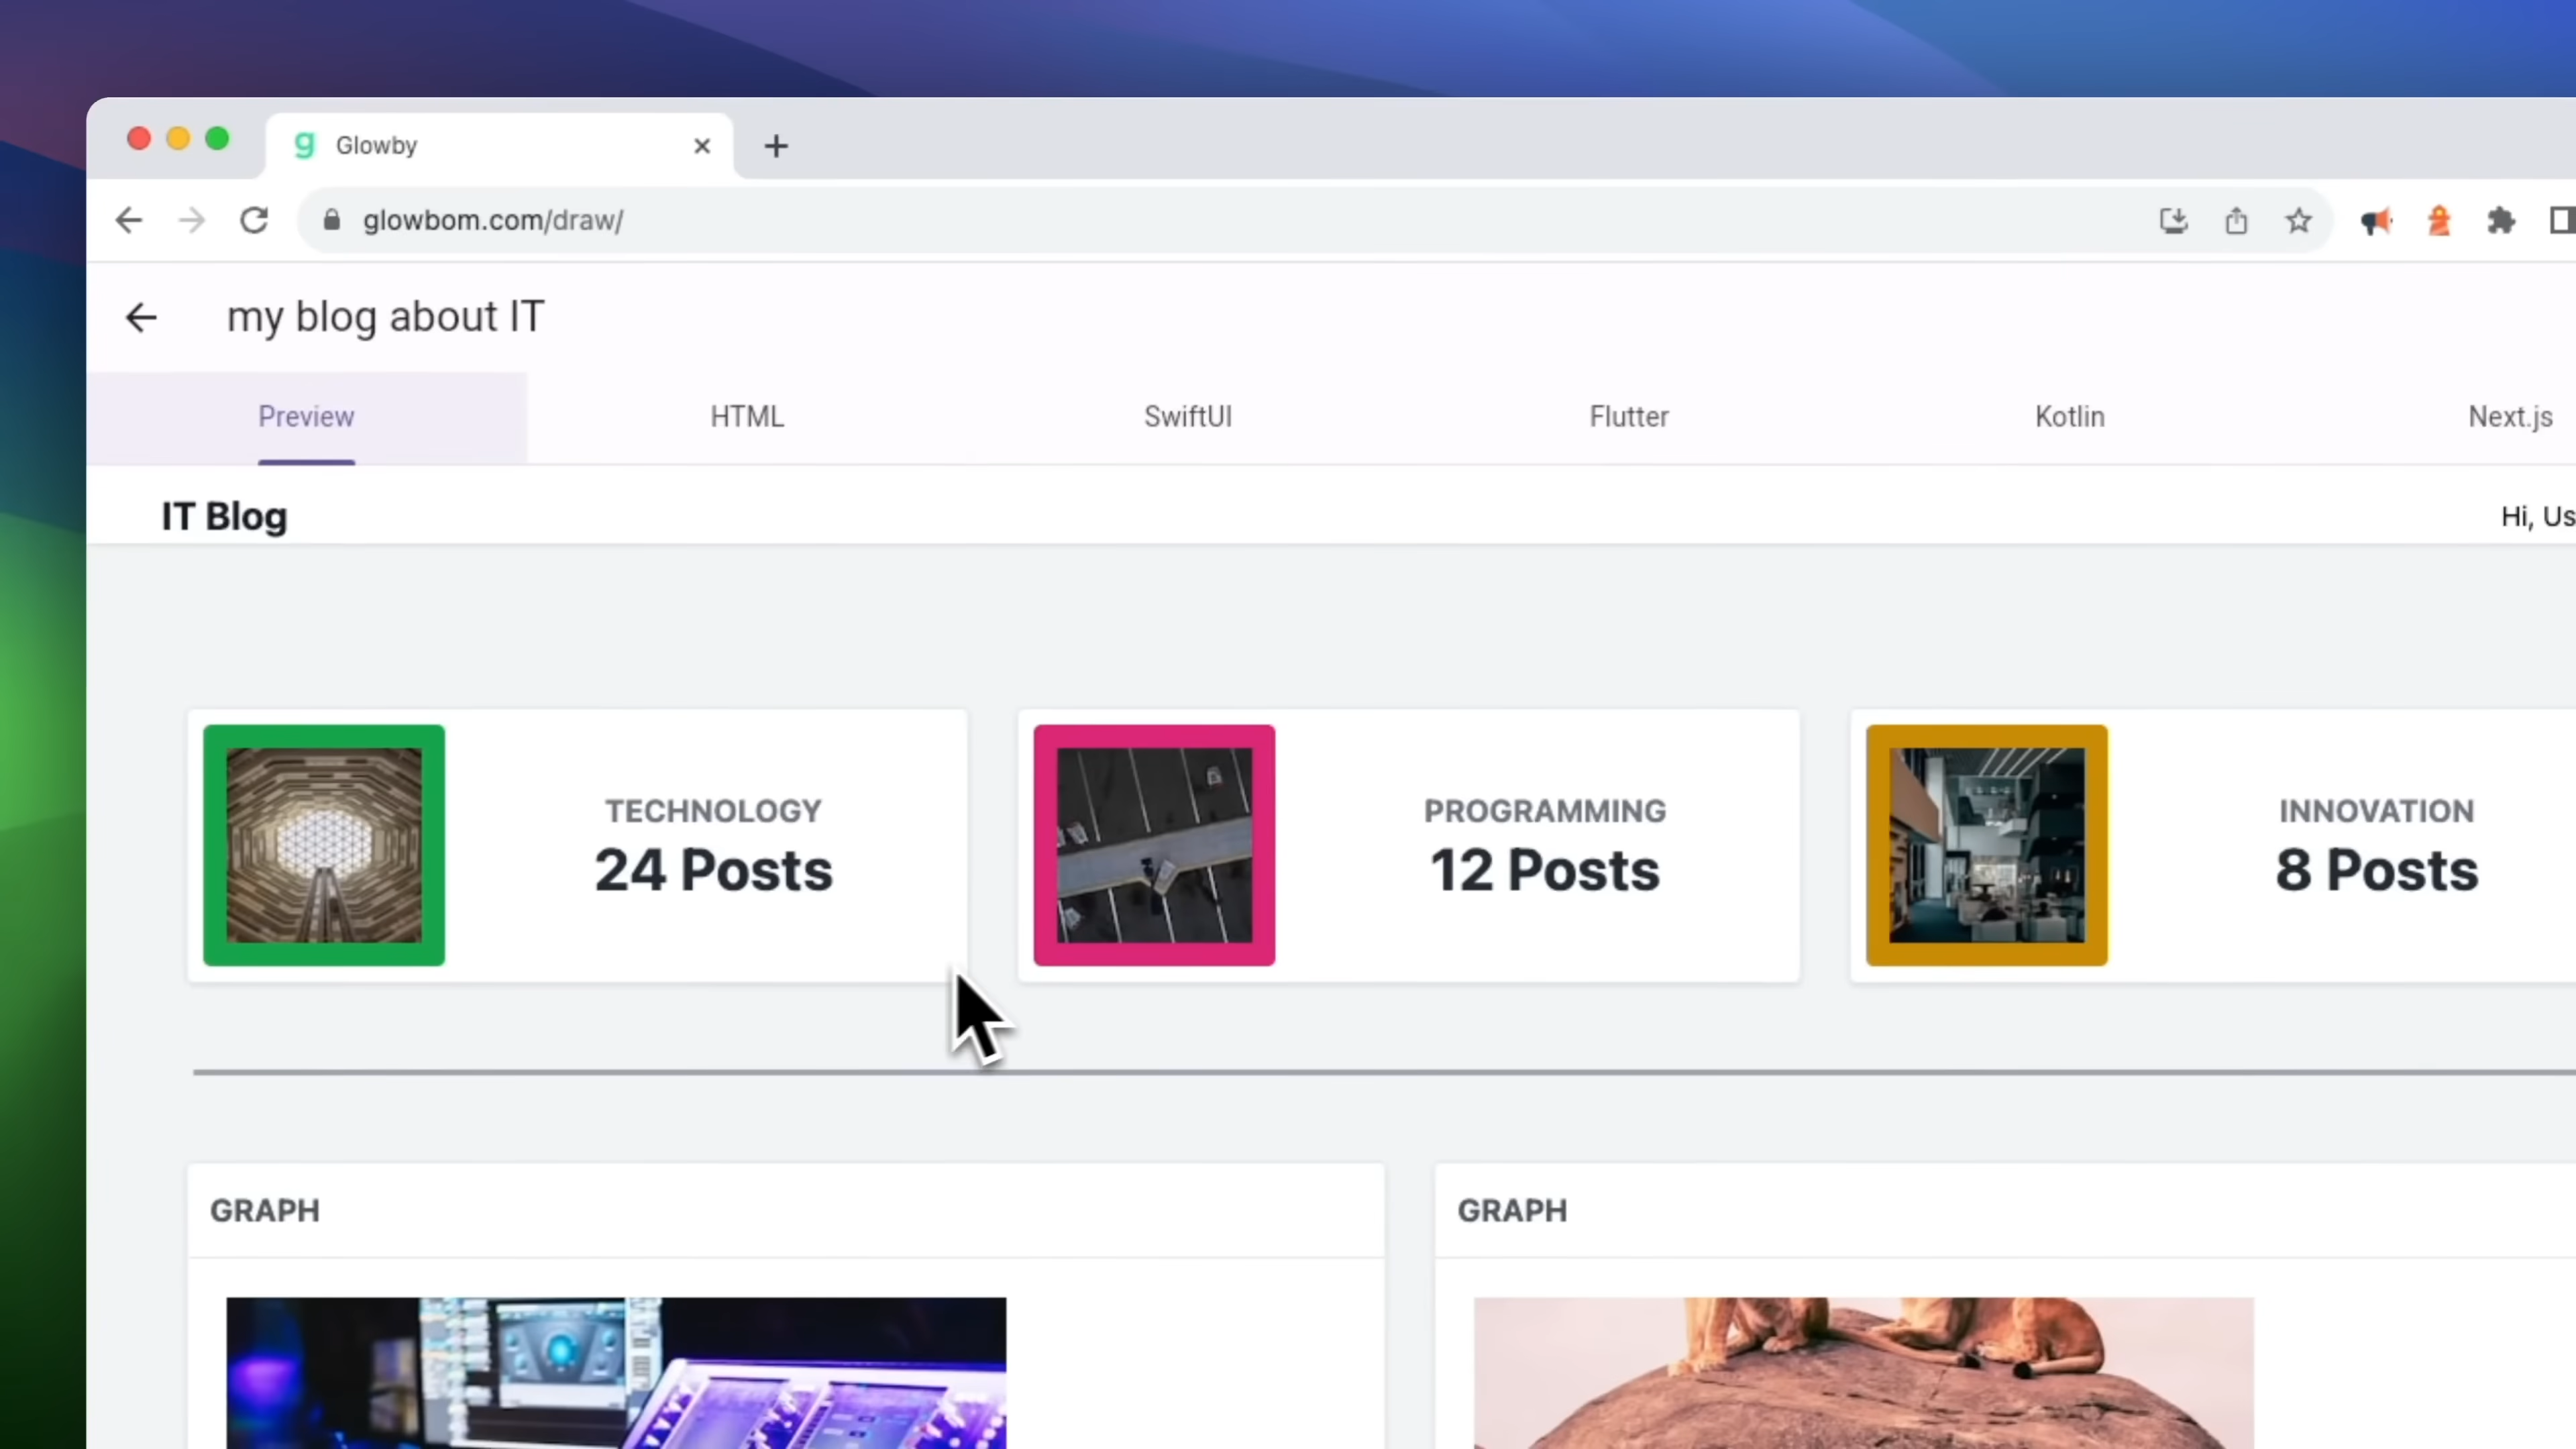 g Glowby
glowbom.com/draw/
my blog about IT
Preview HTML SwiftUI Flutter Kotlin Next.js
IT Blog
Hi, Us
TECHNOLOGY
24 Posts
PROGRAMMING
12 Posts
INNOVATION
8 Posts
GRAPH
GRAPH